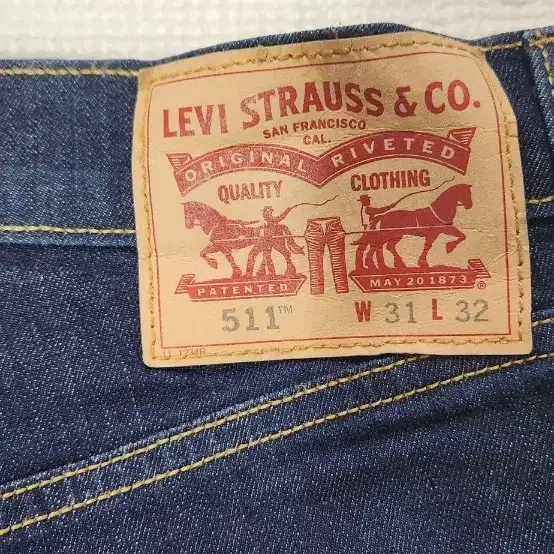 LEVI STRAUSS & CO.
SAN FRANCISCO
CAL.
ORIGINAL RIVETED
QUALITY CLOTHING
PATENTED MAY 20 1873 ®
511™ W 31 L 32